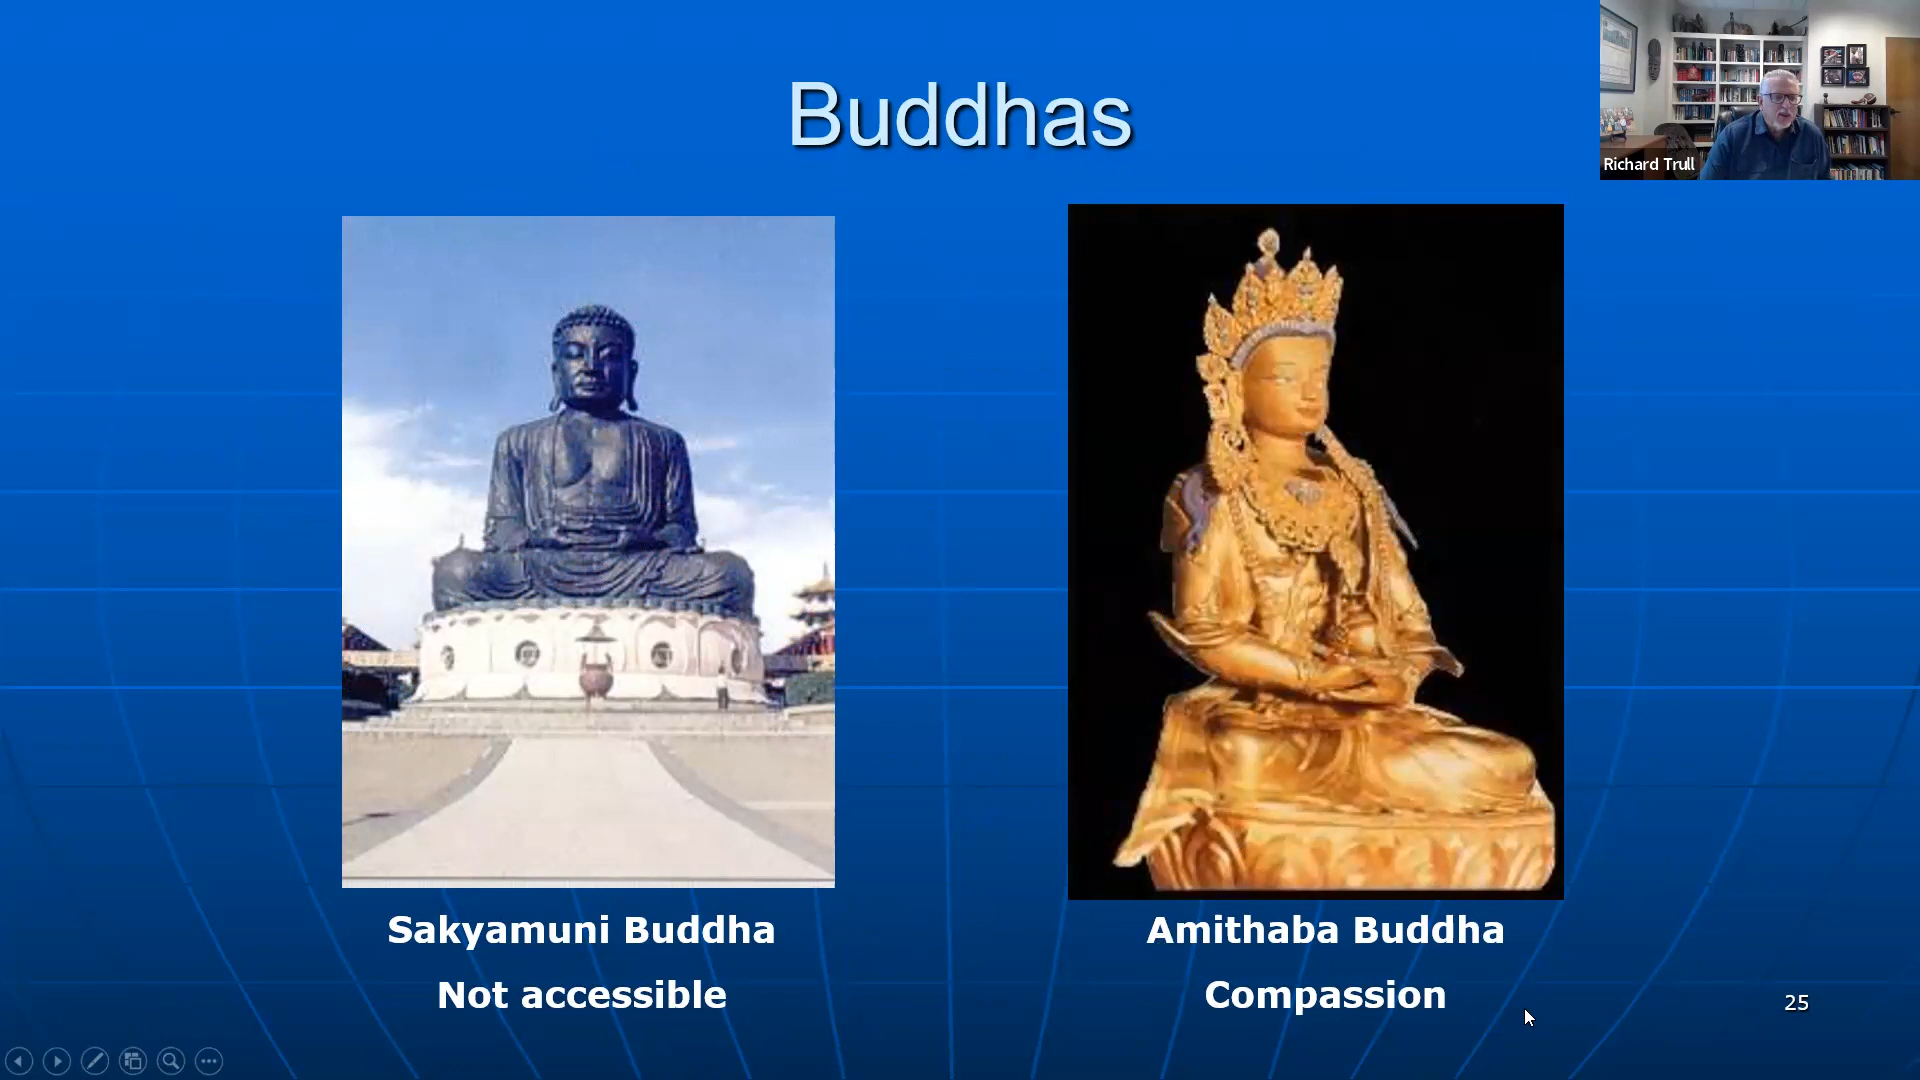 Buddhas
Richard Trull
Sakyamuni Buddha
Not accessible
Amithaba Buddha
Compassion
25